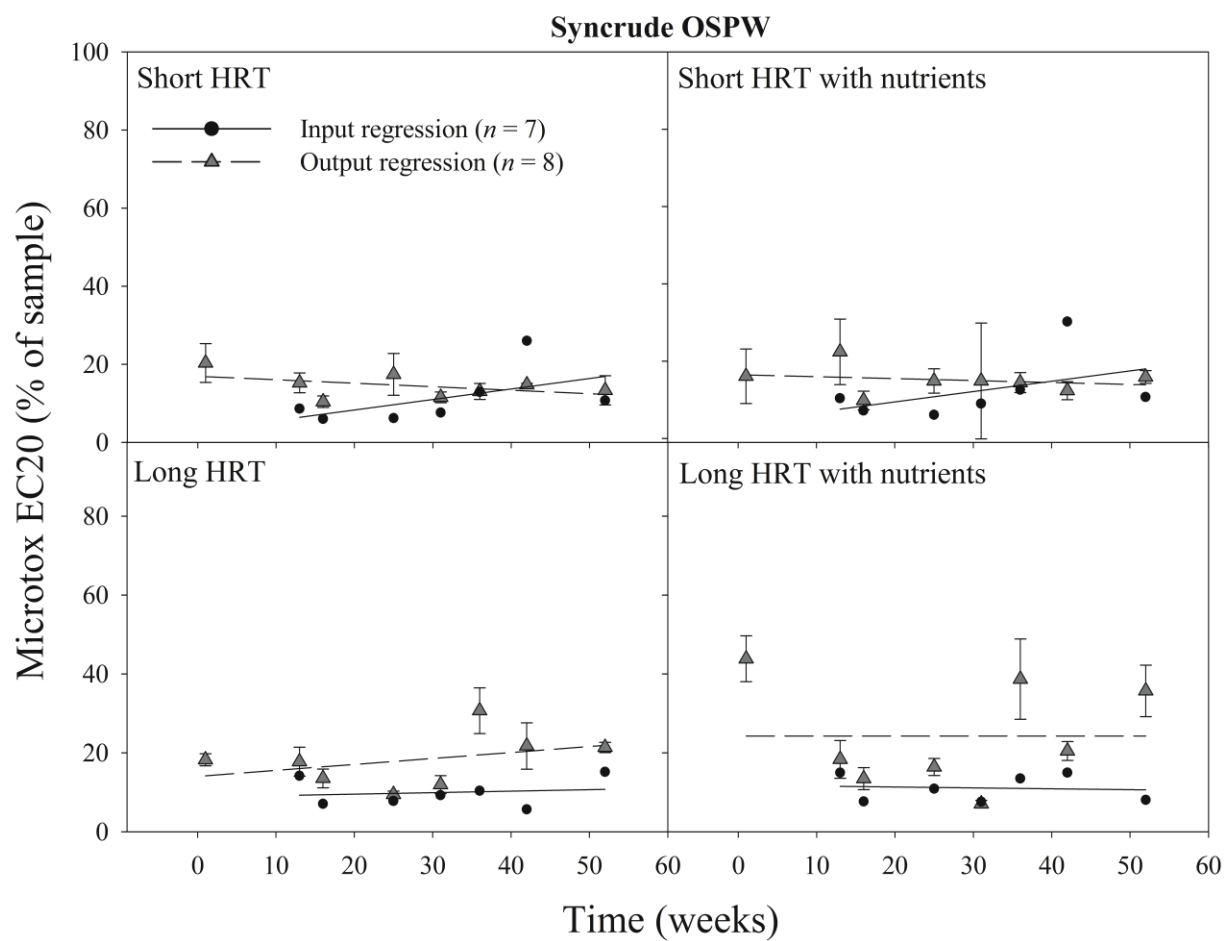 Syncrude OSPW
100
80
60
40
20
0
Short HRT
Input regression (n = 7)
Output regression (n = 8)
Short HRT with nutrients
Microtox EC20 (% of sample)
80
60
40
20
0
Long HRT
Long HRT with nutrients
0 10 20 30 40 50 0 10 20 30 40 50 60
Time (weeks)